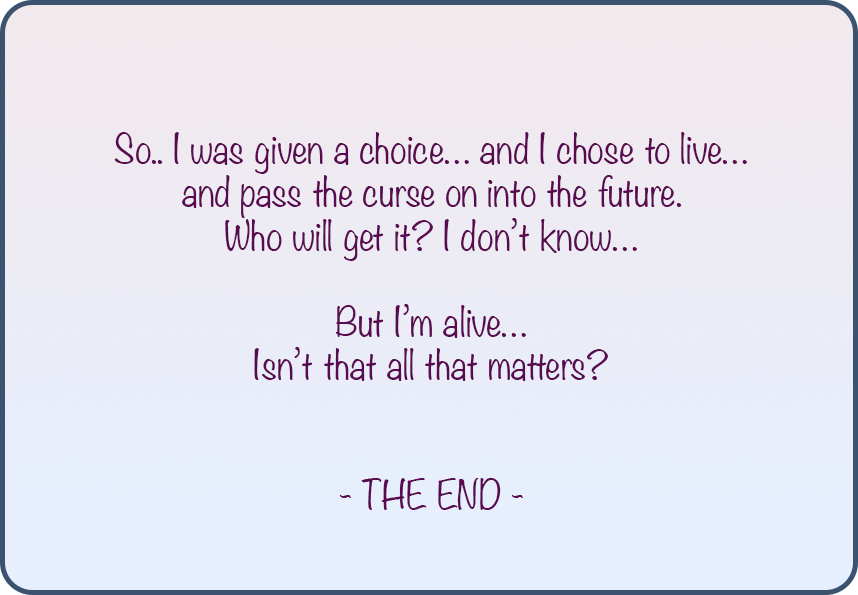 So.. I was given a choice... and I chose to live...
and pass the curse on into the future.
Who will get it? I don't know...
But I'm alive...
Isn't that all that matters?
~ THE END ~